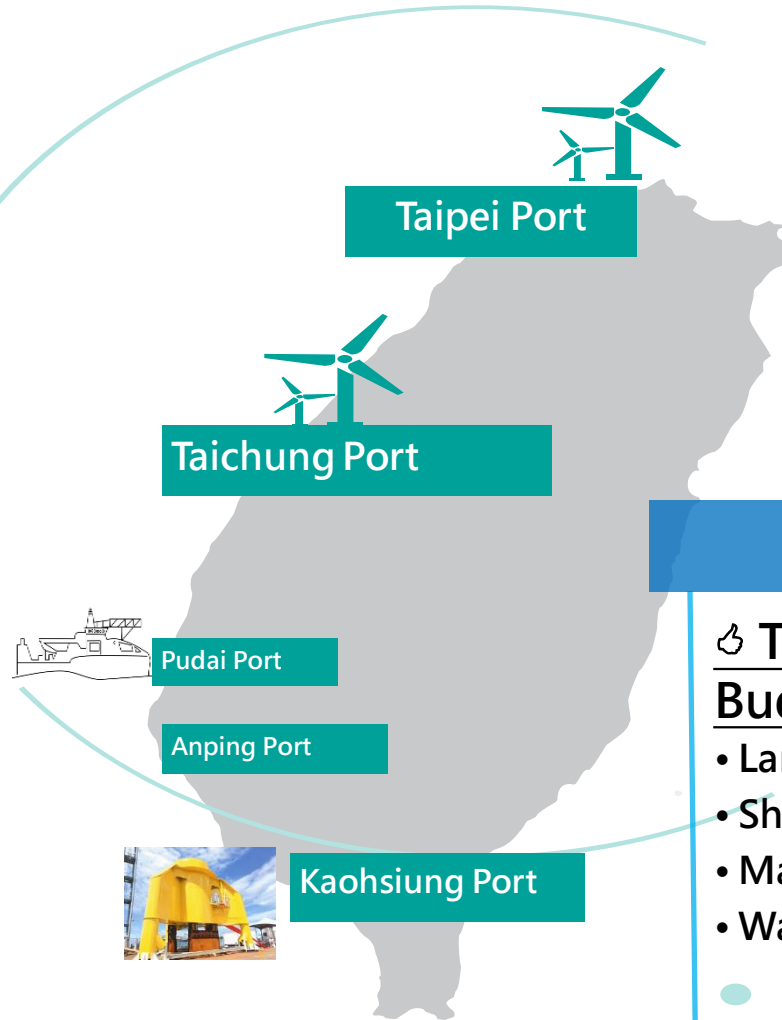 Taipei Port
Taichung Port
Pudai Port
Anping Port
Kaohsiung Port